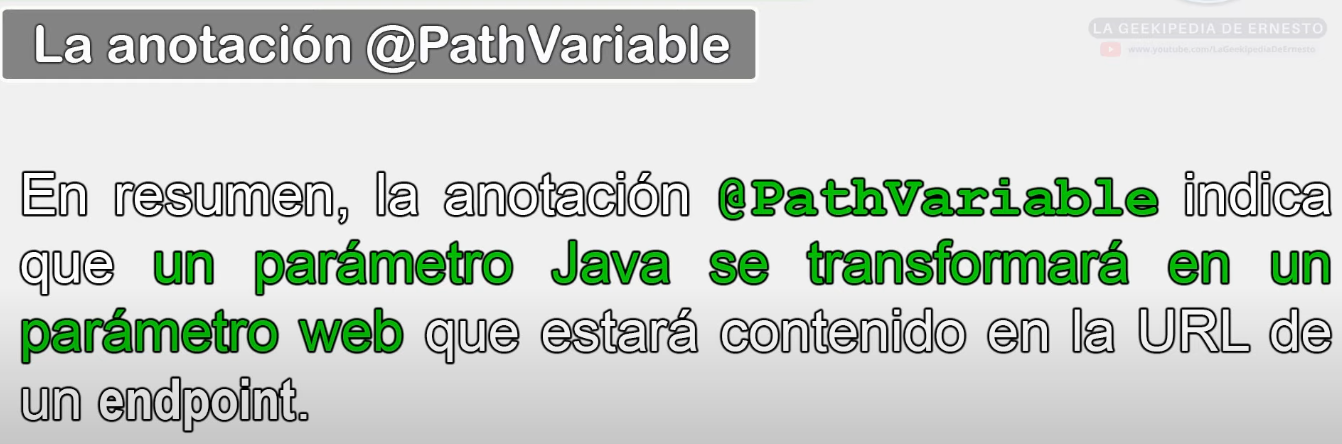 La anotación @PathVariable
LA GEEKIPEDIA DE ERNESTO
www.youtube.com/LaGeekipediaDeErnesto
En resumen, la anotación @PathVariable indica
que un parámetro Java se transformará en un
parámetro web que estará contenido en la URL de
un endpoint.